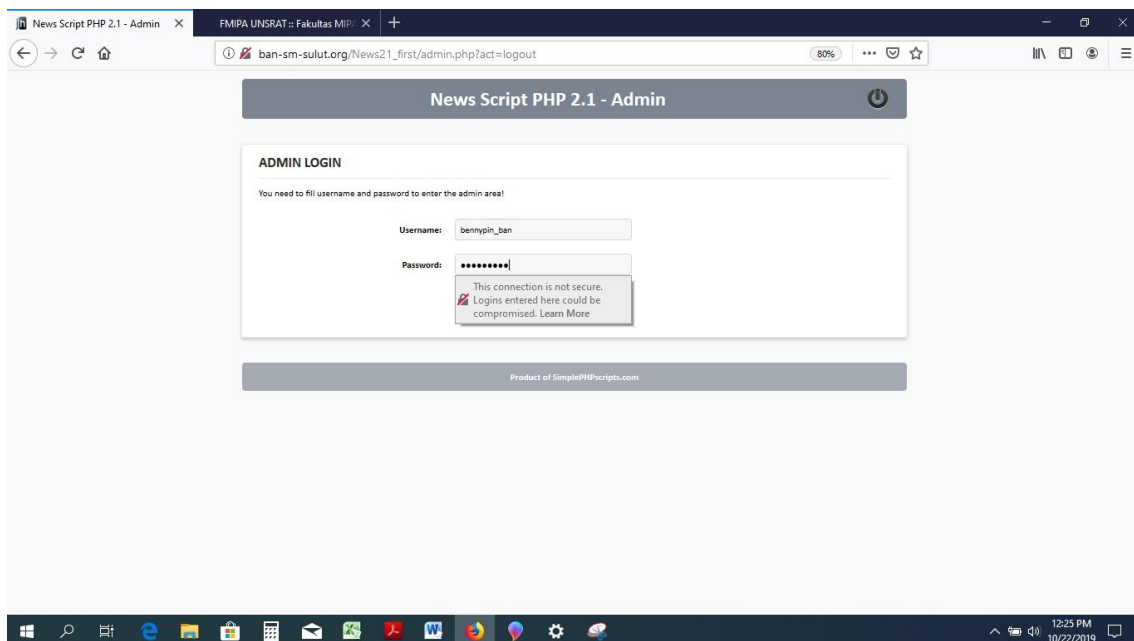 News Script PHP 2.1 - Admin
FMIPA UNSRAT :: Fakultas MIPA
ban-sm-sulut.org/News21_first/admin.php?act=logout
80%
News Script PHP 2.1 - Admin
ADMIN LOGIN
You need to fill username and password to enter the admin area!
Username:
bennypin_ban
Password:
This connection is not secure.
Logins entered here could be
compromised. Learn More
Product of SimplePHPscripts.com
12:25 PM
10/22/2019